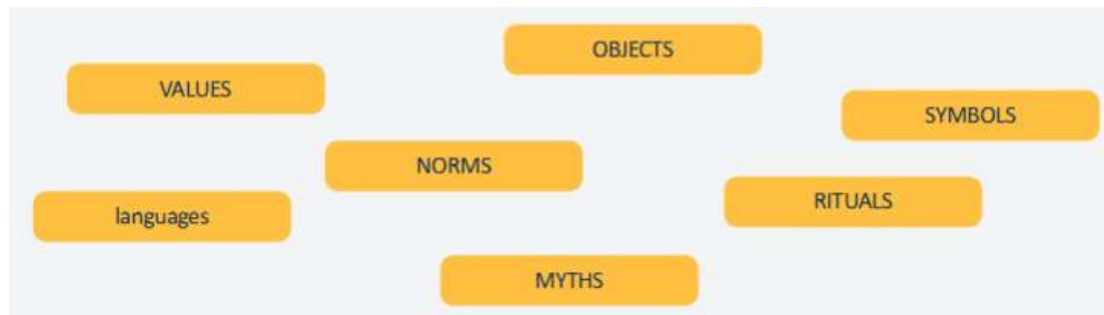 OBJECTS
VALUES
SYMBOLS
NORMS
RITUALS
languages
MYTHS